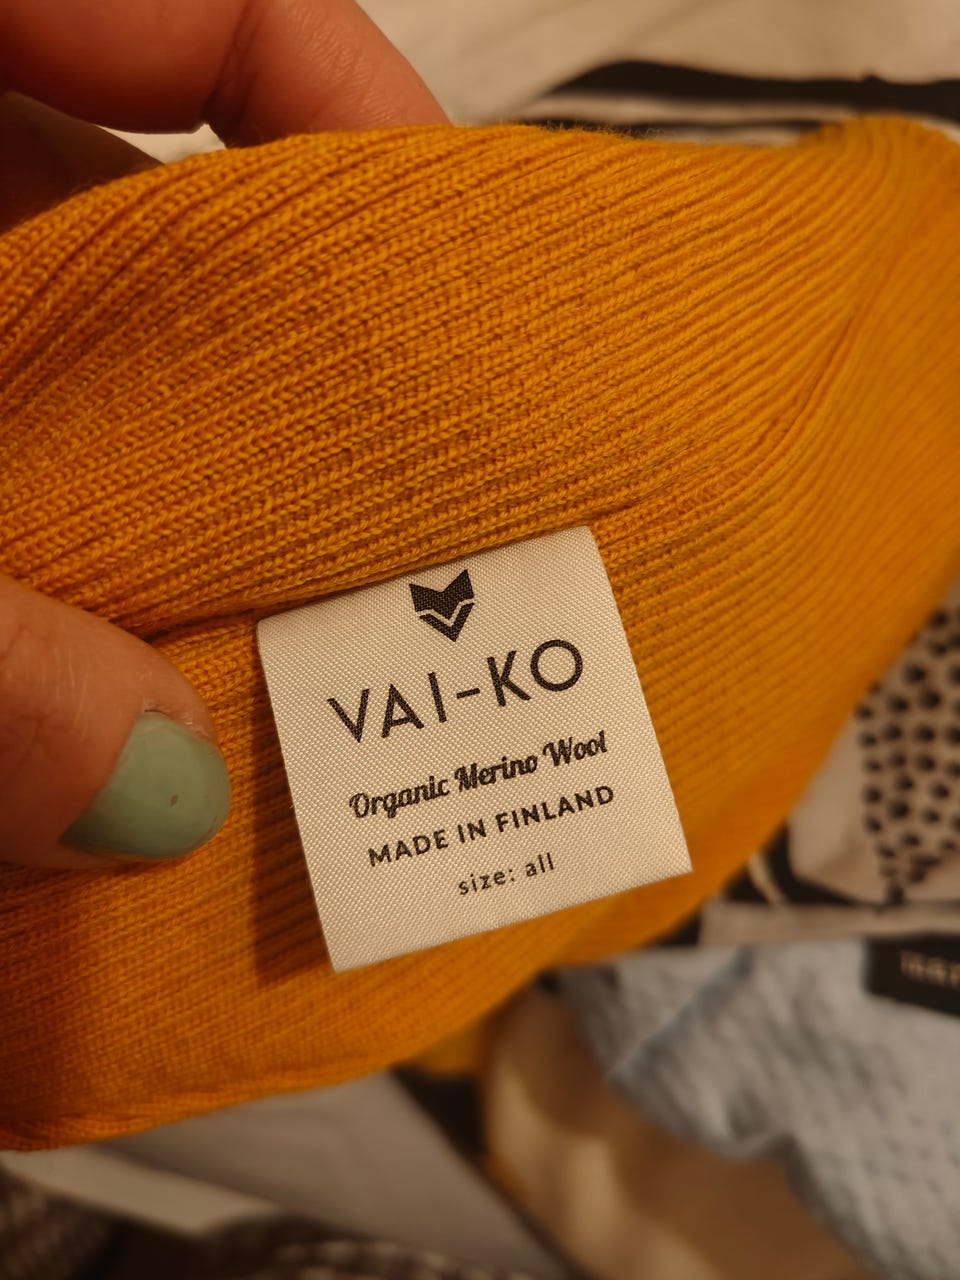 VAI-KO
Organic Merino Wool
MADE IN FINLAND
size: all